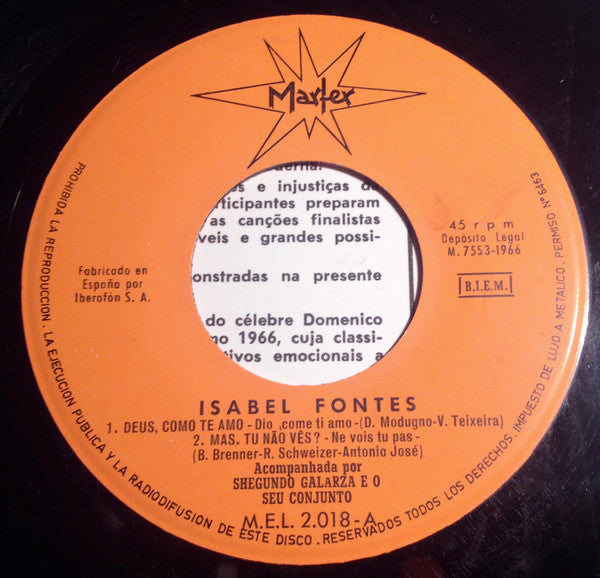 Marfer
45 rpm
Depósito Legal
M. 7553-1966
B.I.E.M.
Fabricado en
España por
Iberofón S. A.
s e injustiças d
rticipantes preparam
as canções finalistas
veis e grandes possi-
onstradas na presente
do célebre Domenico
no 1966, cuja classi-
tivos emocionais a
ISABEL FONTES
1. DEUS, COMO TE AMO - Dio ,come ti amo -(D. Modugno-V. Teixeira)
2. MAS. TU NÃO VÉS? - Ne vois tu pas -
(B. Brenner-R. Schweizer-Antonio José)
Acompanhada por
SHEGUNDO GALARZA E O
SEU CONJUNTO
M.E.L. 2.018-A
PROHIBIDA LA REPRODUCCION . LA EJECUCION PUBLICA Y LA RADIODIFUSION DE ESTE DISCO . RESERVADOS TODOS LOS DERECHOS. IMPUESTO DE LUJO A METALICO. PERMISO Nº 6463